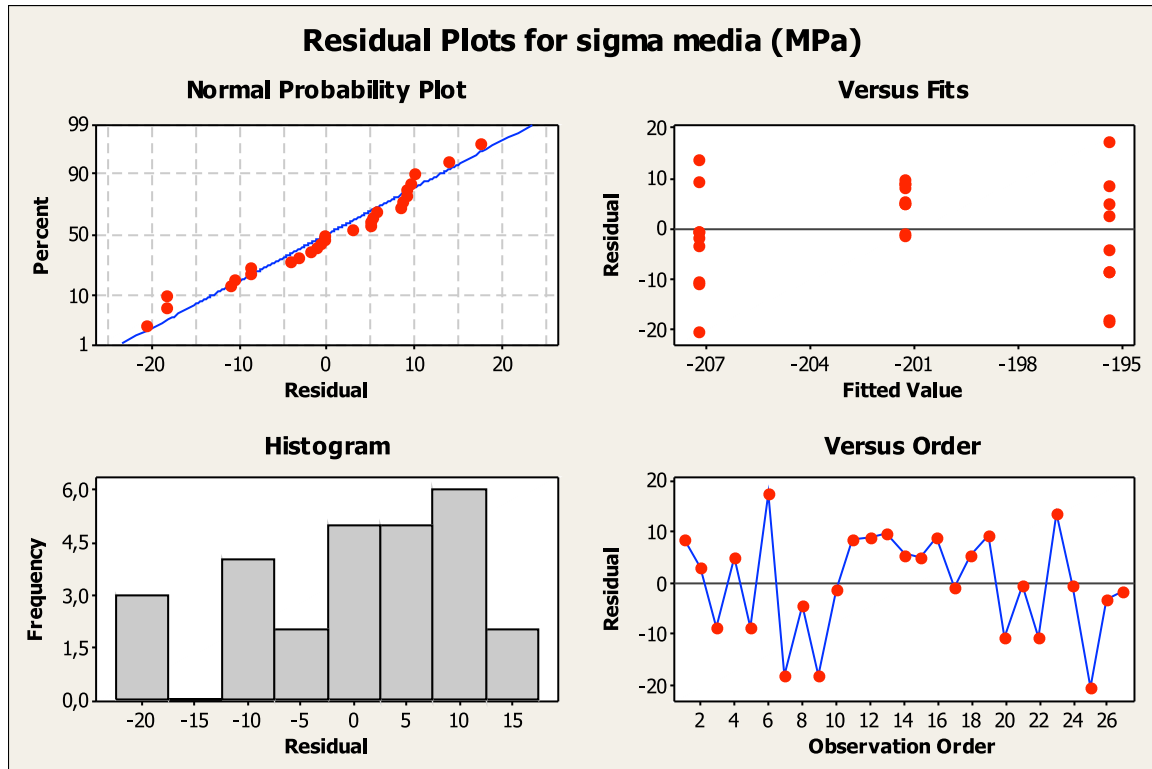 Residual Plots for sigma media (MPa)
Normal Probability Plot
99
90
50
10
1
Percent
-20 -10 0 10 20
Residual
Versus Fits
20
10
0
-10
-20
Residual
-207 -204 -201 -198 -195
Fitted Value
Histogram
6,0
4,5
3,0
1,5
0,0
Frequency
-20 -15 -10 -5 0 5 10 15
Residual
Versus Order
20
10
0
-10
-20
Residual
2 4 6 8 10 12 14 16 18 20 22 24 26
Observation Order